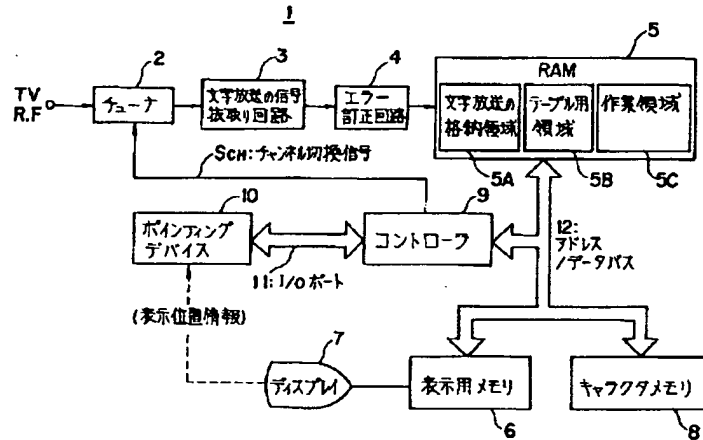 1
2
3
4
5
TV
R.F
チューナ
文字放送の信号
抜取り回路
エラー
訂正回路
RAM
文字放送の
格納領域
テーブル用
領域
作業領域
5A
5B
5C
SCH:チャンネル切換信号
10
9
ポインティング
デバイス
コントローラ
11:I/Oポート
12:
アドレス
/データバス
(表示位置情報)
7
ディスプレイ
表示用メモリ
キャラクタメモリ
6
8